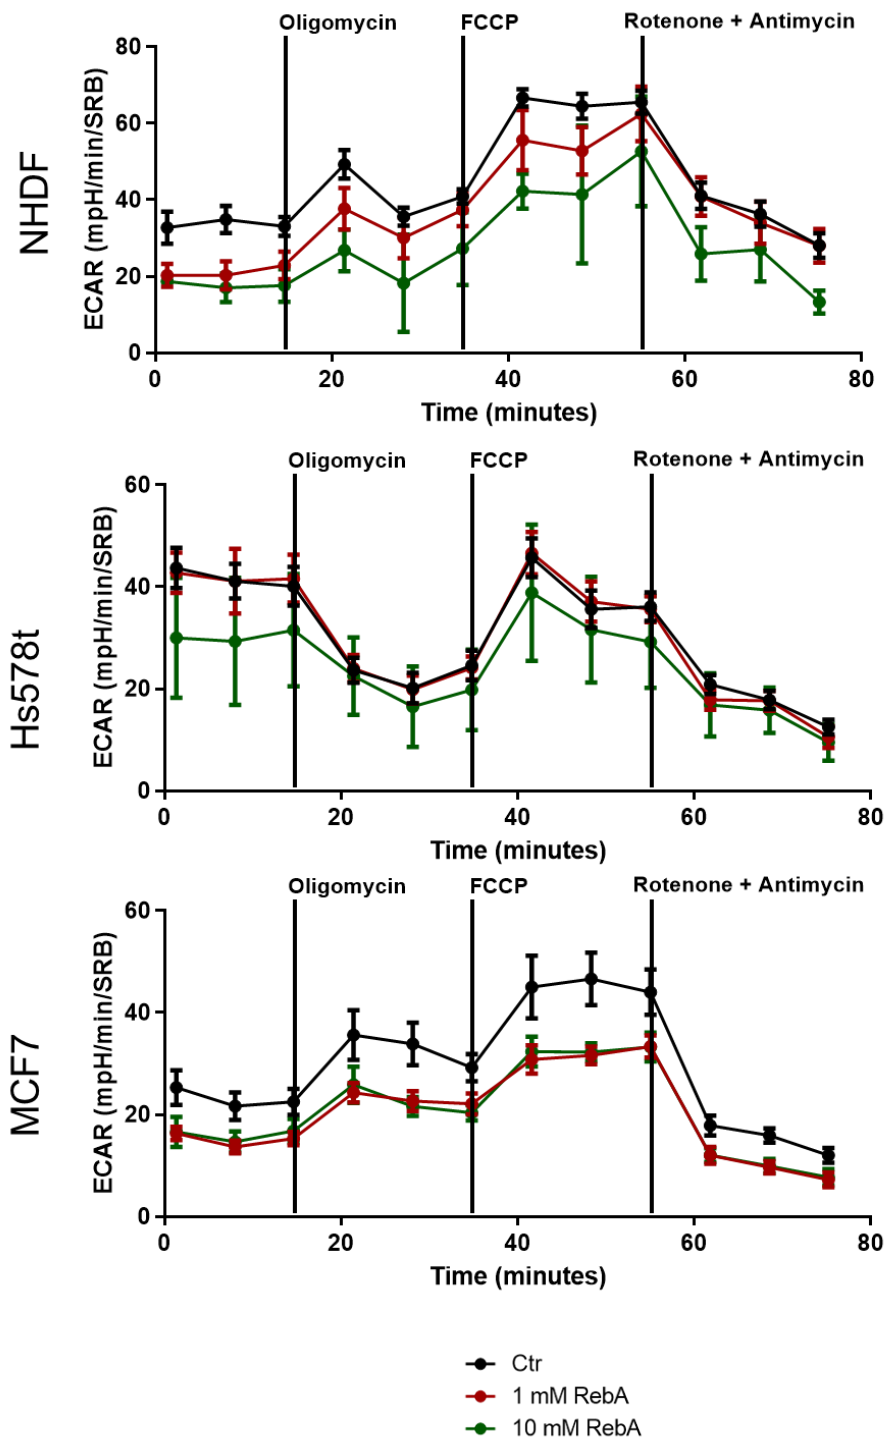 Oligomycin FCCP Rotenone + Antimycin
NHDF
ECAR (mpH/min/SRB)
80
60
40
20
0
0 20 40 60 80
Time (minutes)
Oligomycin FCCP Rotenone + Antimycin
Hs578t
ECAR (mpH/min/SRB)
60
40
20
0
0 20 40 60 80
Time (minutes)
Oligomycin FCCP Rotenone + Antimycin
MCF7
ECAR (mpH/min/SRB)
60
40
20
0
0 20 40 60 80
Time (minutes)
Ctr
1 mM RebA
10 mM RebA